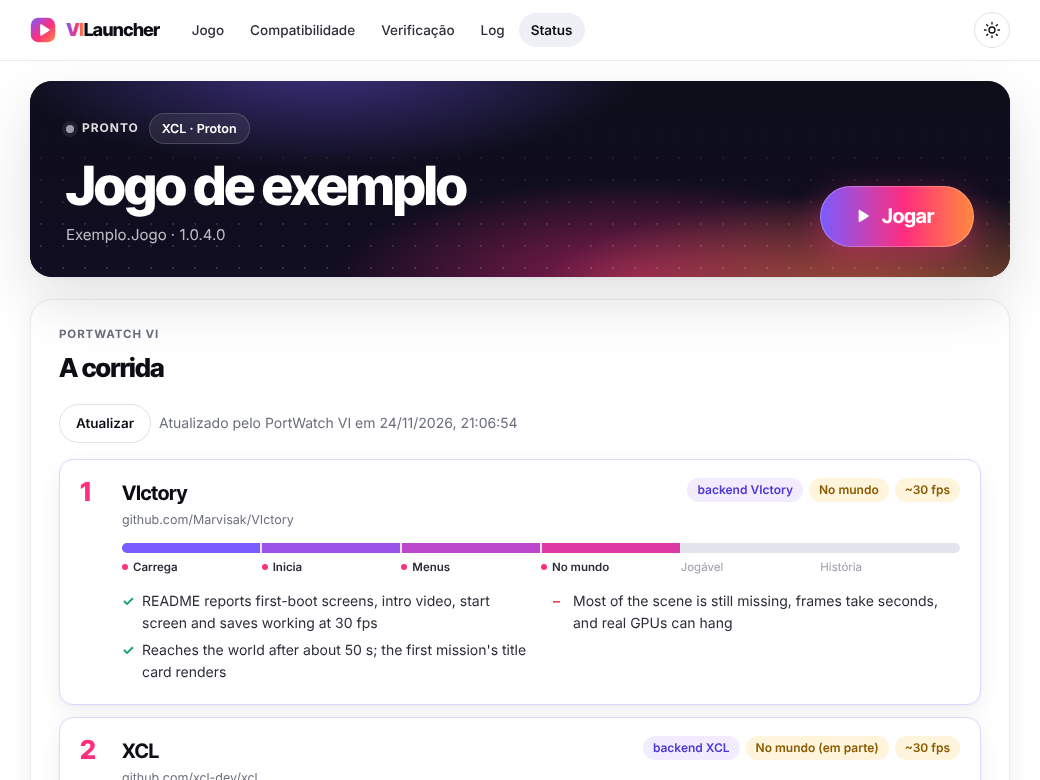 VILauncher Jogo Compatibilidade Verificação Log Status
PRONTO XCL · Proton
Jogo de exemplo
Exemplo.Jogo · 1.0.4.0
Jogar
PORTWATCH VI
A corrida
Atualizar Atualizado pelo PortWatch VI em 24/11/2026, 21:06:54
1 VIctory backend VIctory No mundo ~30 fps
github.com/Marvisak/VIctory
Carrega Inicia Menus No mundo Jogável História
✓ README reports first-boot screens, intro video, start
screen and saves working at 30 fps
✓ Reaches the world after about 50 s; the first mission's title
card renders
– Most of the scene is still missing, frames take seconds,
and real GPUs can hang
2 XCL backend XCL No mundo (em parte) ~30 fps
github.com/xcl-dev/xcl